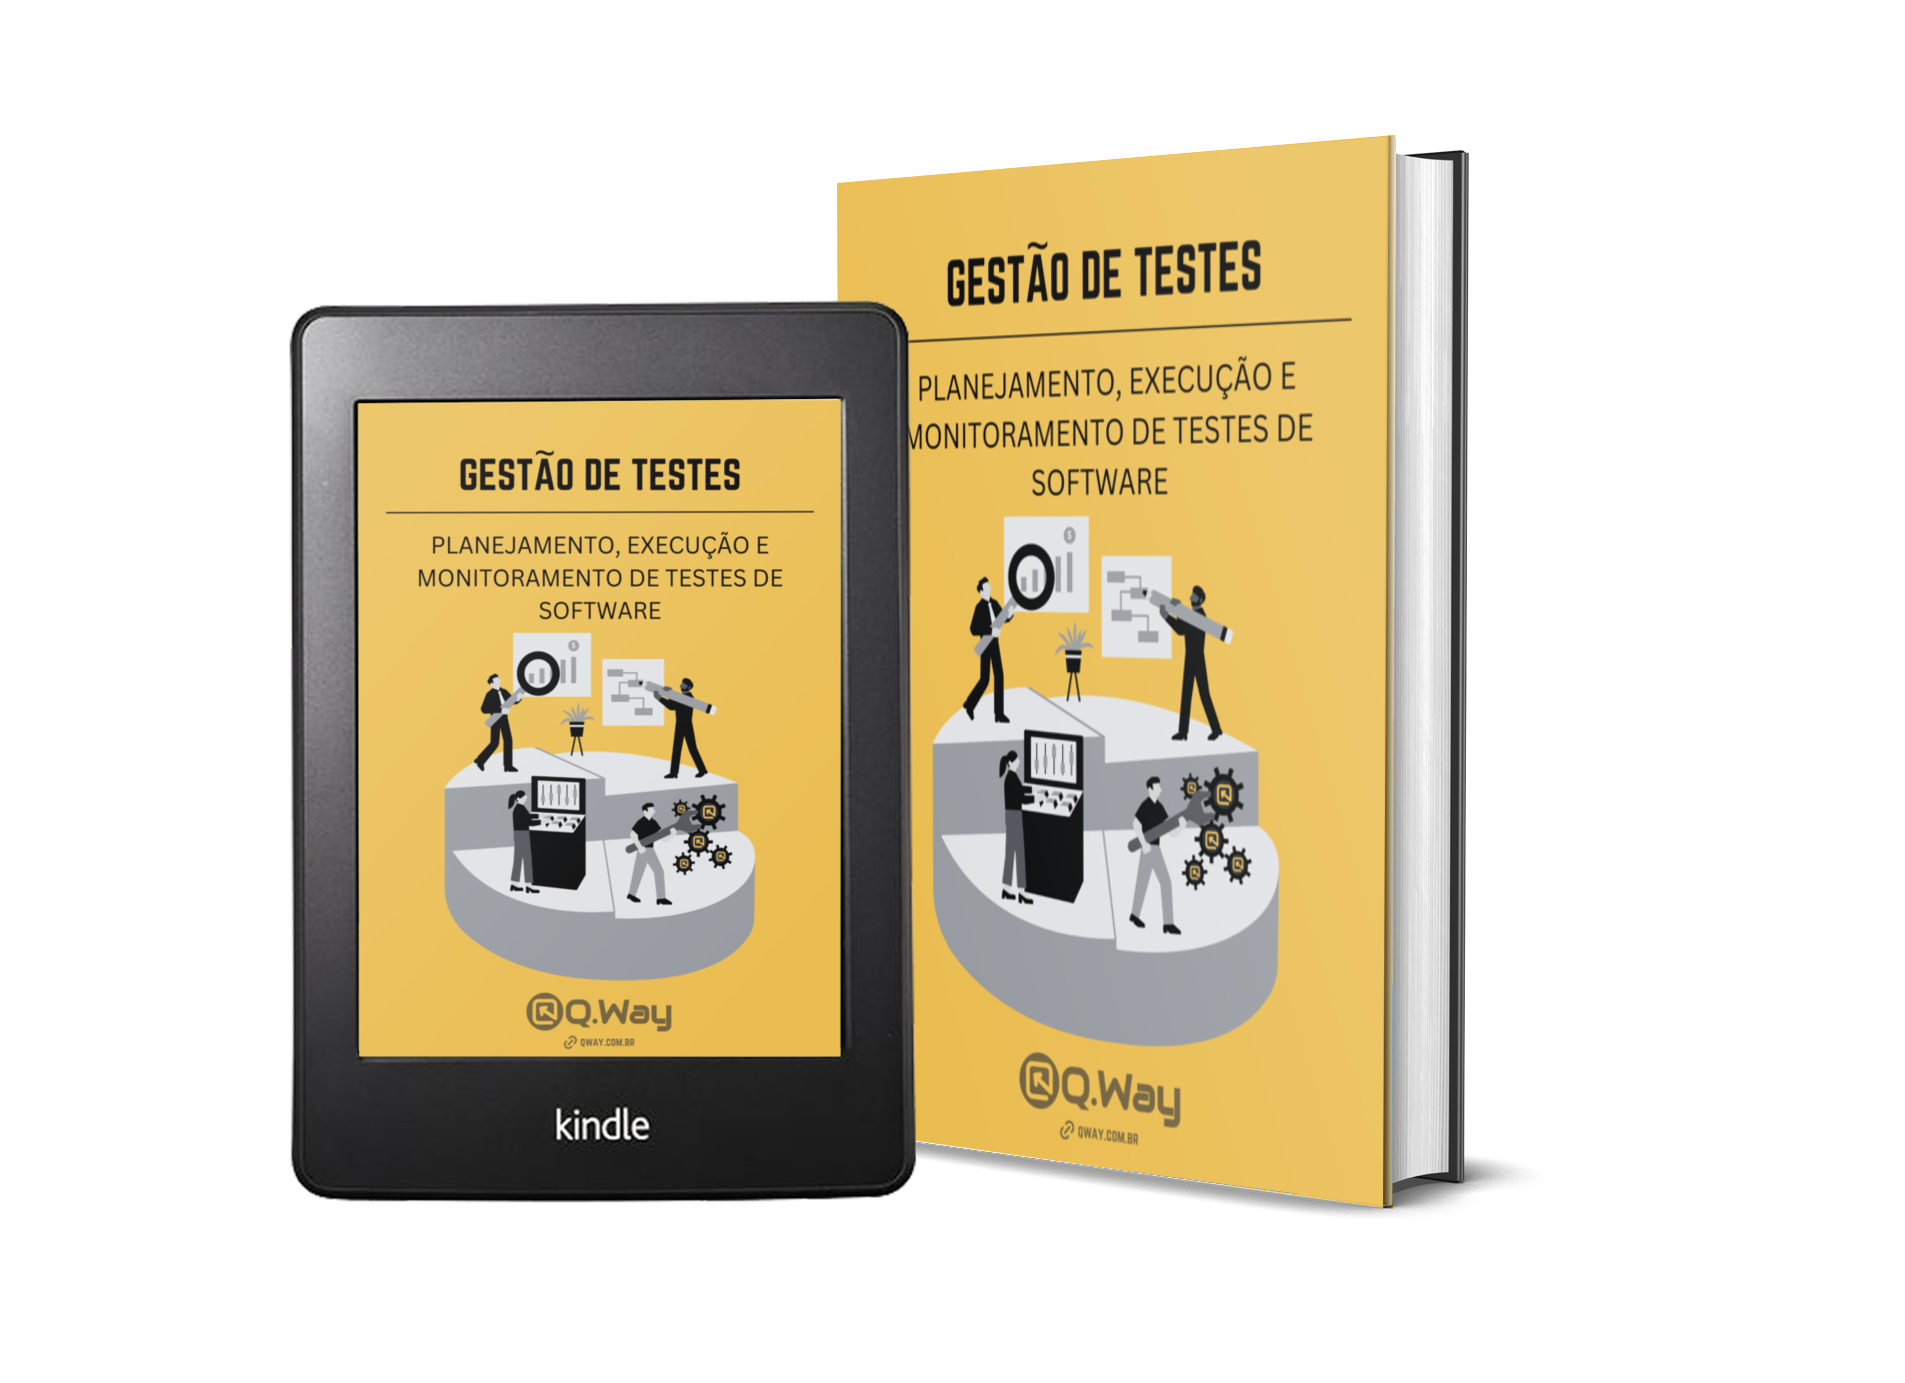 GESTÃO DE TESTES
PLANEJAMENTO, EXECUÇÃO E
MONITORAMENTO DE TESTES DE
SOFTWARE
$
Q.Way
QWAY.COM.BR
kindle
GESTÃO DE TESTES
PLANEJAMENTO, EXECUÇÃO E
MONITORAMENTO DE TESTES DE
SOFTWARE
$
Q.Way
QWAY.COM.BR